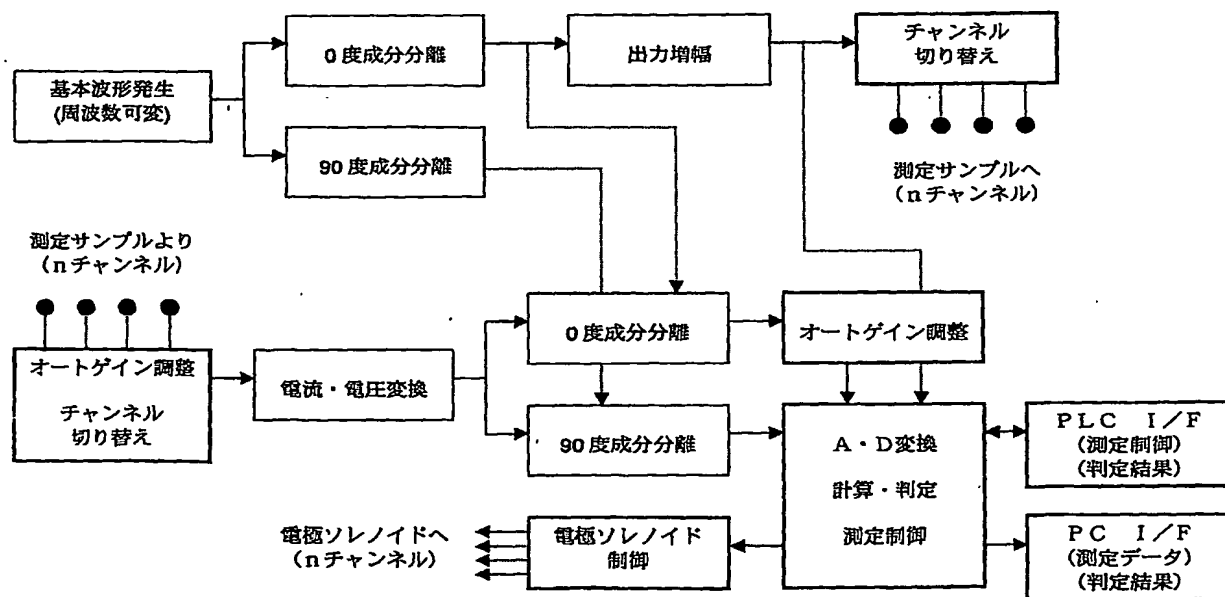 0度成分分離
出力増幅
チャンネル
切り替え
基本波形発生
(周波数可変)
90度成分分離
測定サンプルへ
(nチャンネル)
測定サンプルより
(nチャンネル)
0度成分分離
オートゲイン調整
オートゲイン調整
チャンネル
切り替え
電流・電圧変換
90度成分分離
A・D変換
計算・判定
測定制御
PLC I/F
(測定制御)
(判定結果)
電極ソレノイドへ
(nチャンネル)
電極ソレノイド
制御
PC I/F
(測定データ)
(判定結果)